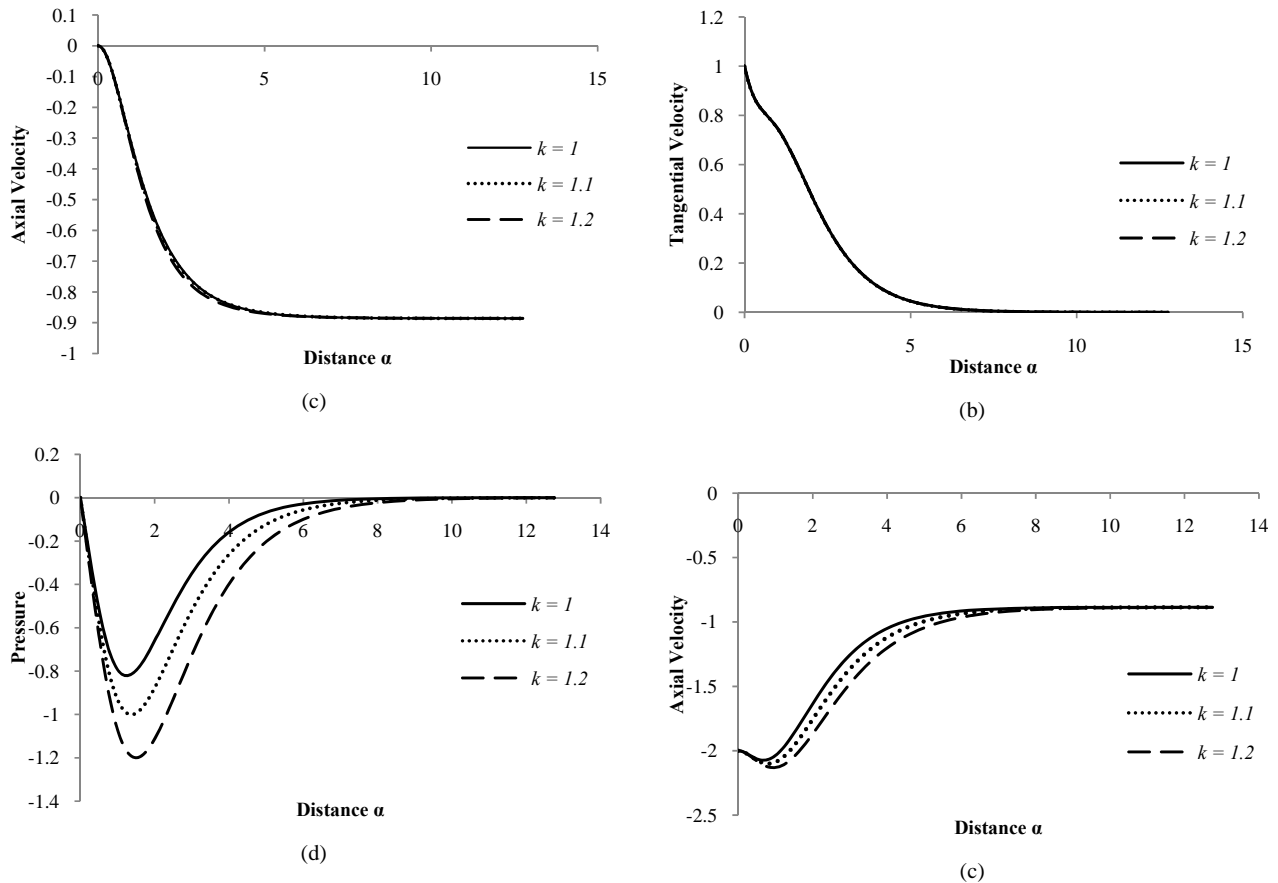 0.1
0
-0.1
-0.2
-0.3
-0.4
-0.5
-0.6
-0.7
-0.8
-0.9
-1
0 5 10 15
Axial Velocity
Distance α
k = 1
k = 1.1
k = 1.2
(c)
1.2
1
0.8
0.6
0.4
0.2
0
0 5 10 15
Tangential Velocity
Distance α
k = 1
k = 1.1
k = 1.2
(b)
0.2
0
-0.2
-0.4
-0.6
-0.8
-1
-1.2
-1.4
0 2 4 6 8 10 12 14
Pressure
Distance α
k = 1
k = 1.1
k = 1.2
(d)
0
-0.5
-1
-1.5
-2
-2.5
0 2 4 6 8 10 12 14
Axial Velocity
Distance α
k = 1
k = 1.1
k = 1.2
(c)